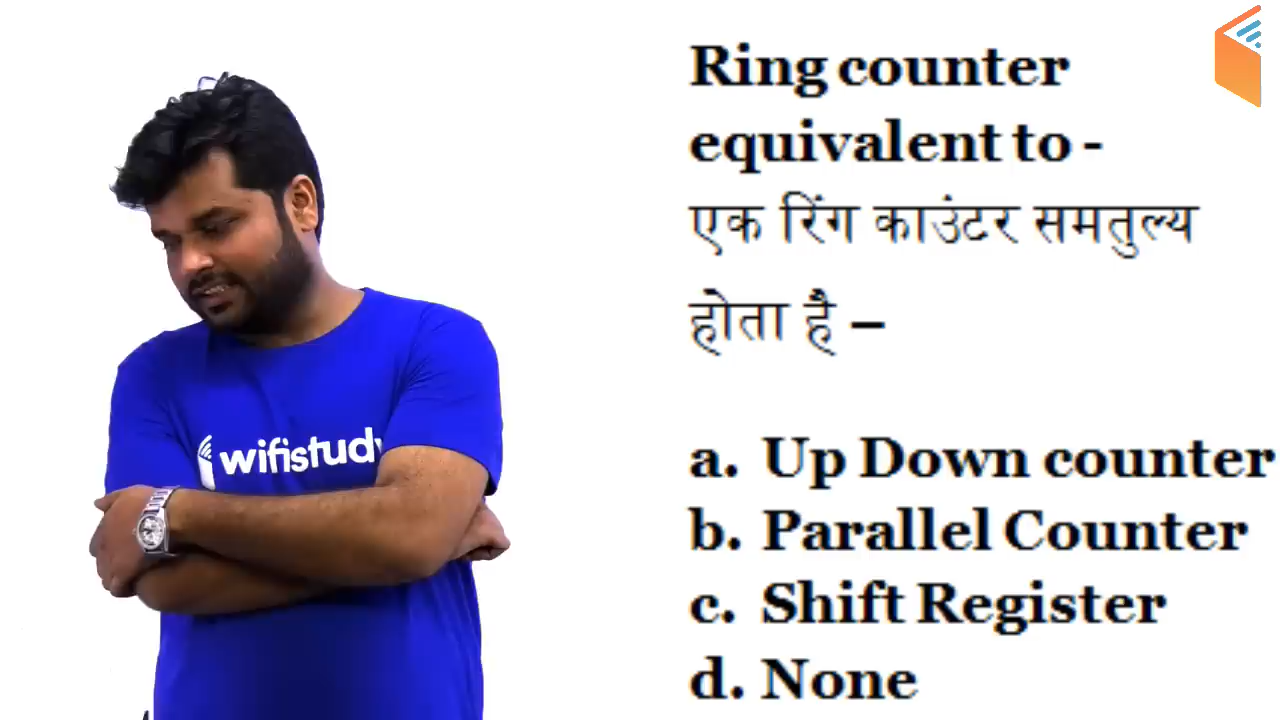 Ring counter
equivalent to -
एक रिंग काउंटर समतुल्य
होता है –
a. Up Down counter
b. Parallel Counter
c. Shift Register
d. None
wifistudy